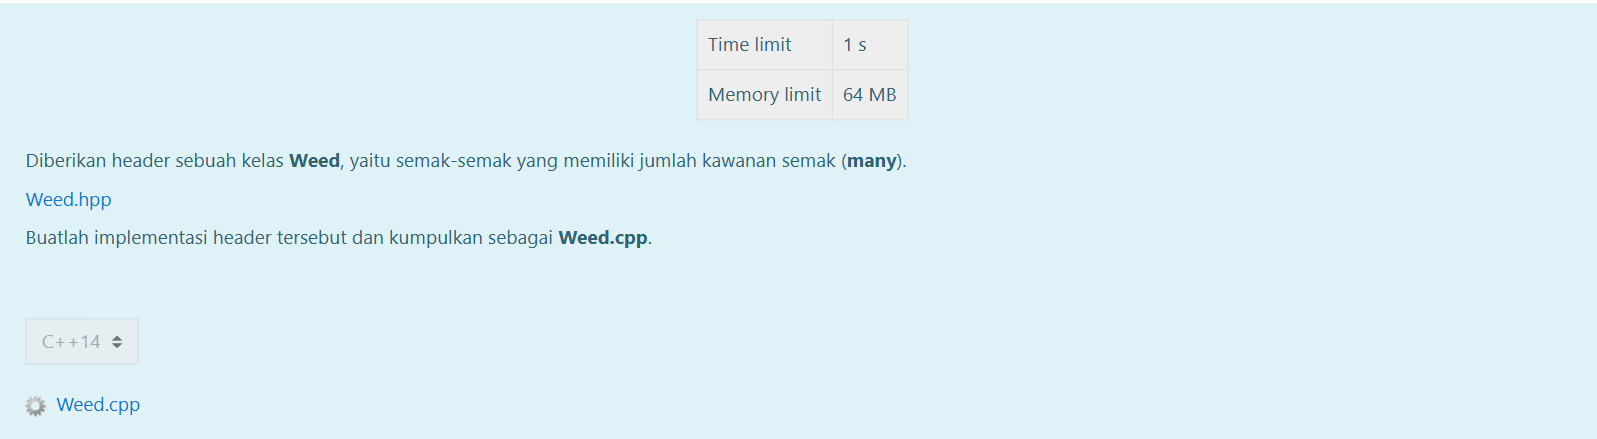 Time limit 1 s
Memory limit 64 MB
Diberikan header sebuah kelas Weed, yaitu semak-semak yang memiliki jumlah kawanan semak (many).
Weed.hpp
Buatlah implementasi header tersebut dan kumpulkan sebagai Weed.cpp.
C++14
Weed.cpp